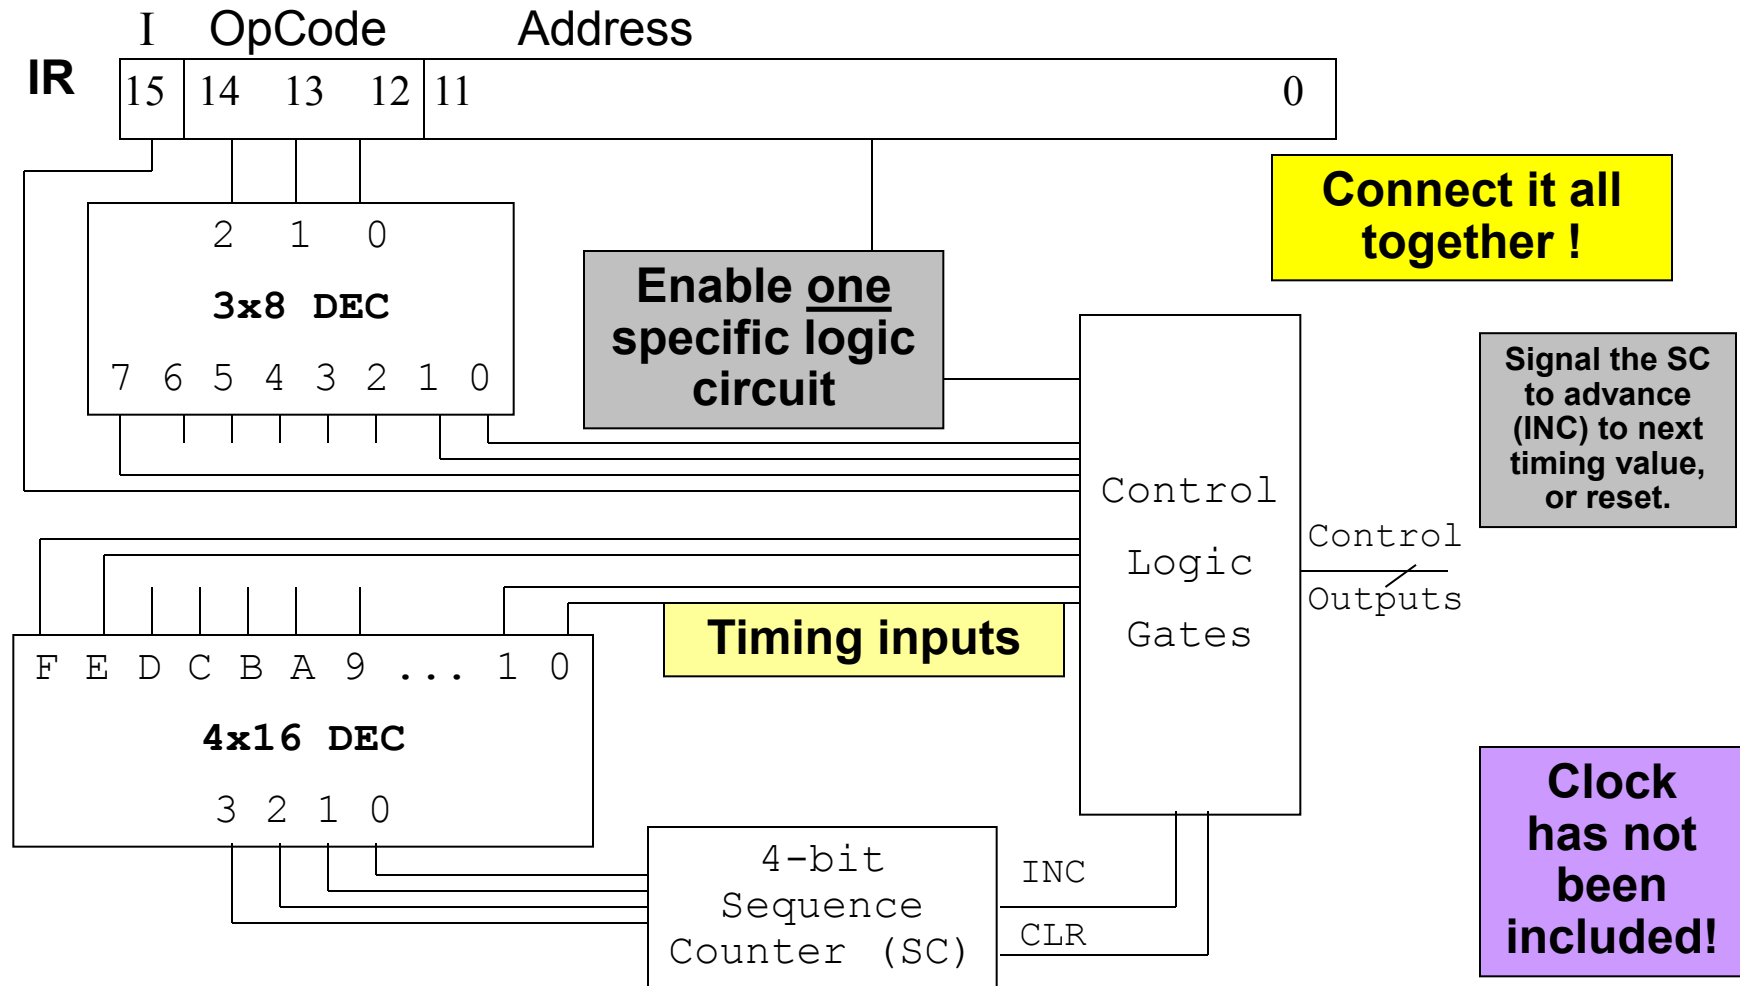 I OpCode Address
IR 15 14 13 12 11 0
Connect it all
together !
2 1 0
3x8 DEC
7 6 5 4 3 2 1 0
Enable one
specific logic
circuit
Signal the SC
to advance
(INC) to next
timing value,
or reset.
Control
Logic
Gates
Control
Outputs
Timing inputs
F E D C B A 9 ... 1 0
4x16 DEC
3 2 1 0
4-bit
Sequence
Counter (SC)
INC
CLR
Clock
has not
been
included!